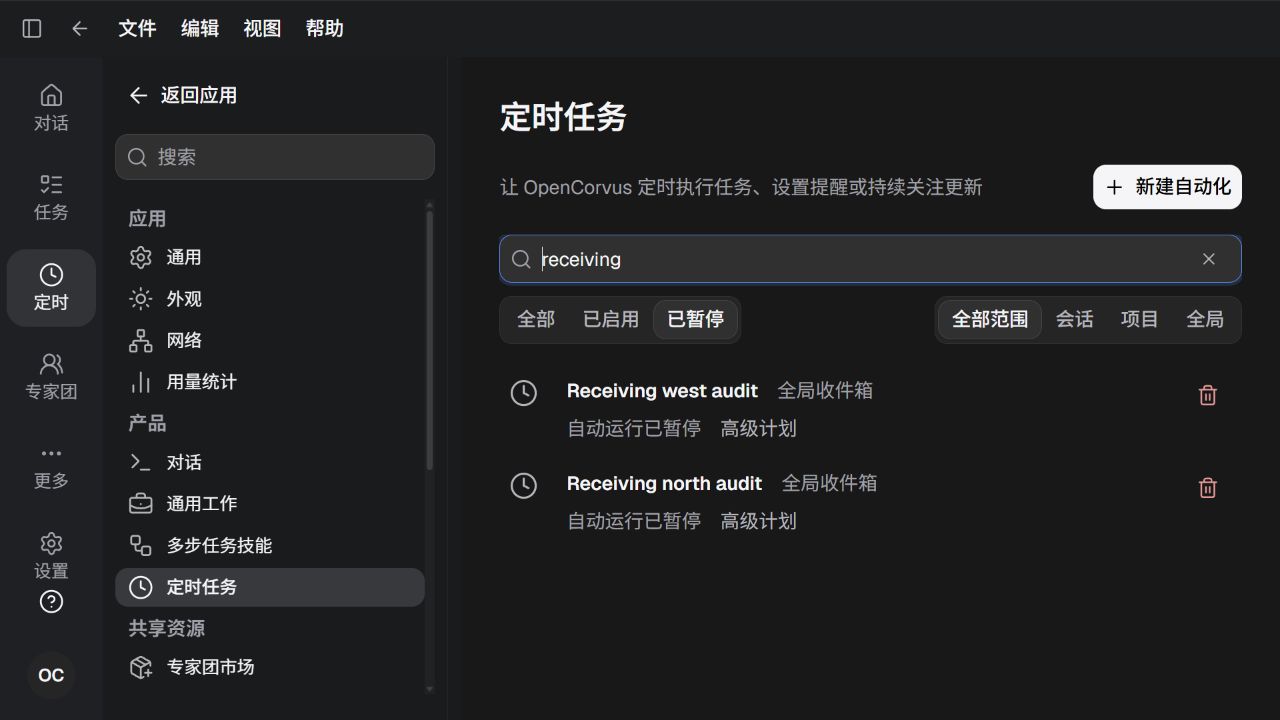 文件 编辑 视图 帮助
对话
任务
定时
专家团
更多
设置
OC
返回应用
搜索
应用
通用
外观
网络
用量统计
产品
对话
通用工作
多步任务技能
定时任务
共享资源
专家团市场
定时任务
让 OpenCorvus 定时执行任务、设置提醒或持续关注更新
新建自动化
receiving
全部 已启用 已暂停 全部范围 会话 项目 全局
Receiving west audit 全局收件箱
自动运行已暂停 高级计划
Receiving north audit 全局收件箱
自动运行已暂停 高级计划